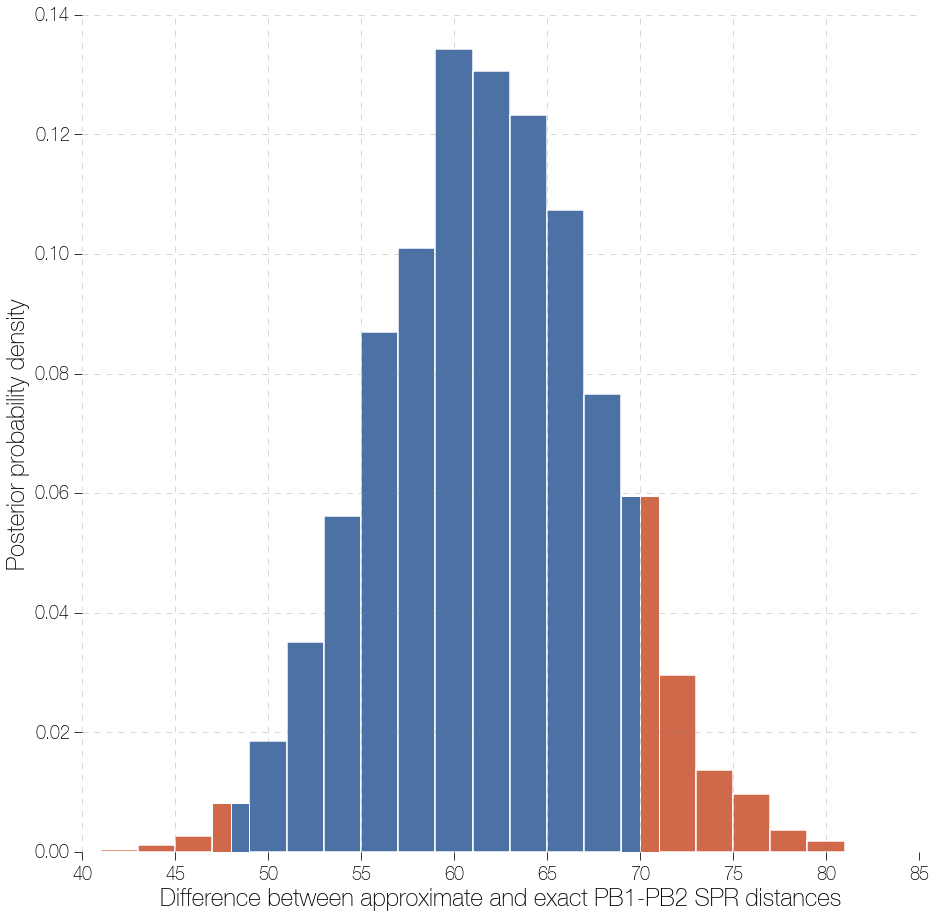 0.14
0.12
0.10
0.08
0.06
0.04
0.02
0.00
Posterior probability density
40 45 50 55 60 65 70 75 80 85
Difference between approximate and exact PB1-PB2 SPR distances